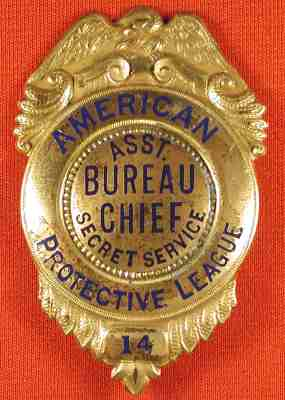 AMERICAN
ASST.
BUREAU
CHIEF
SECRET SERVICE
PROTECTIVE LEAGUE
14